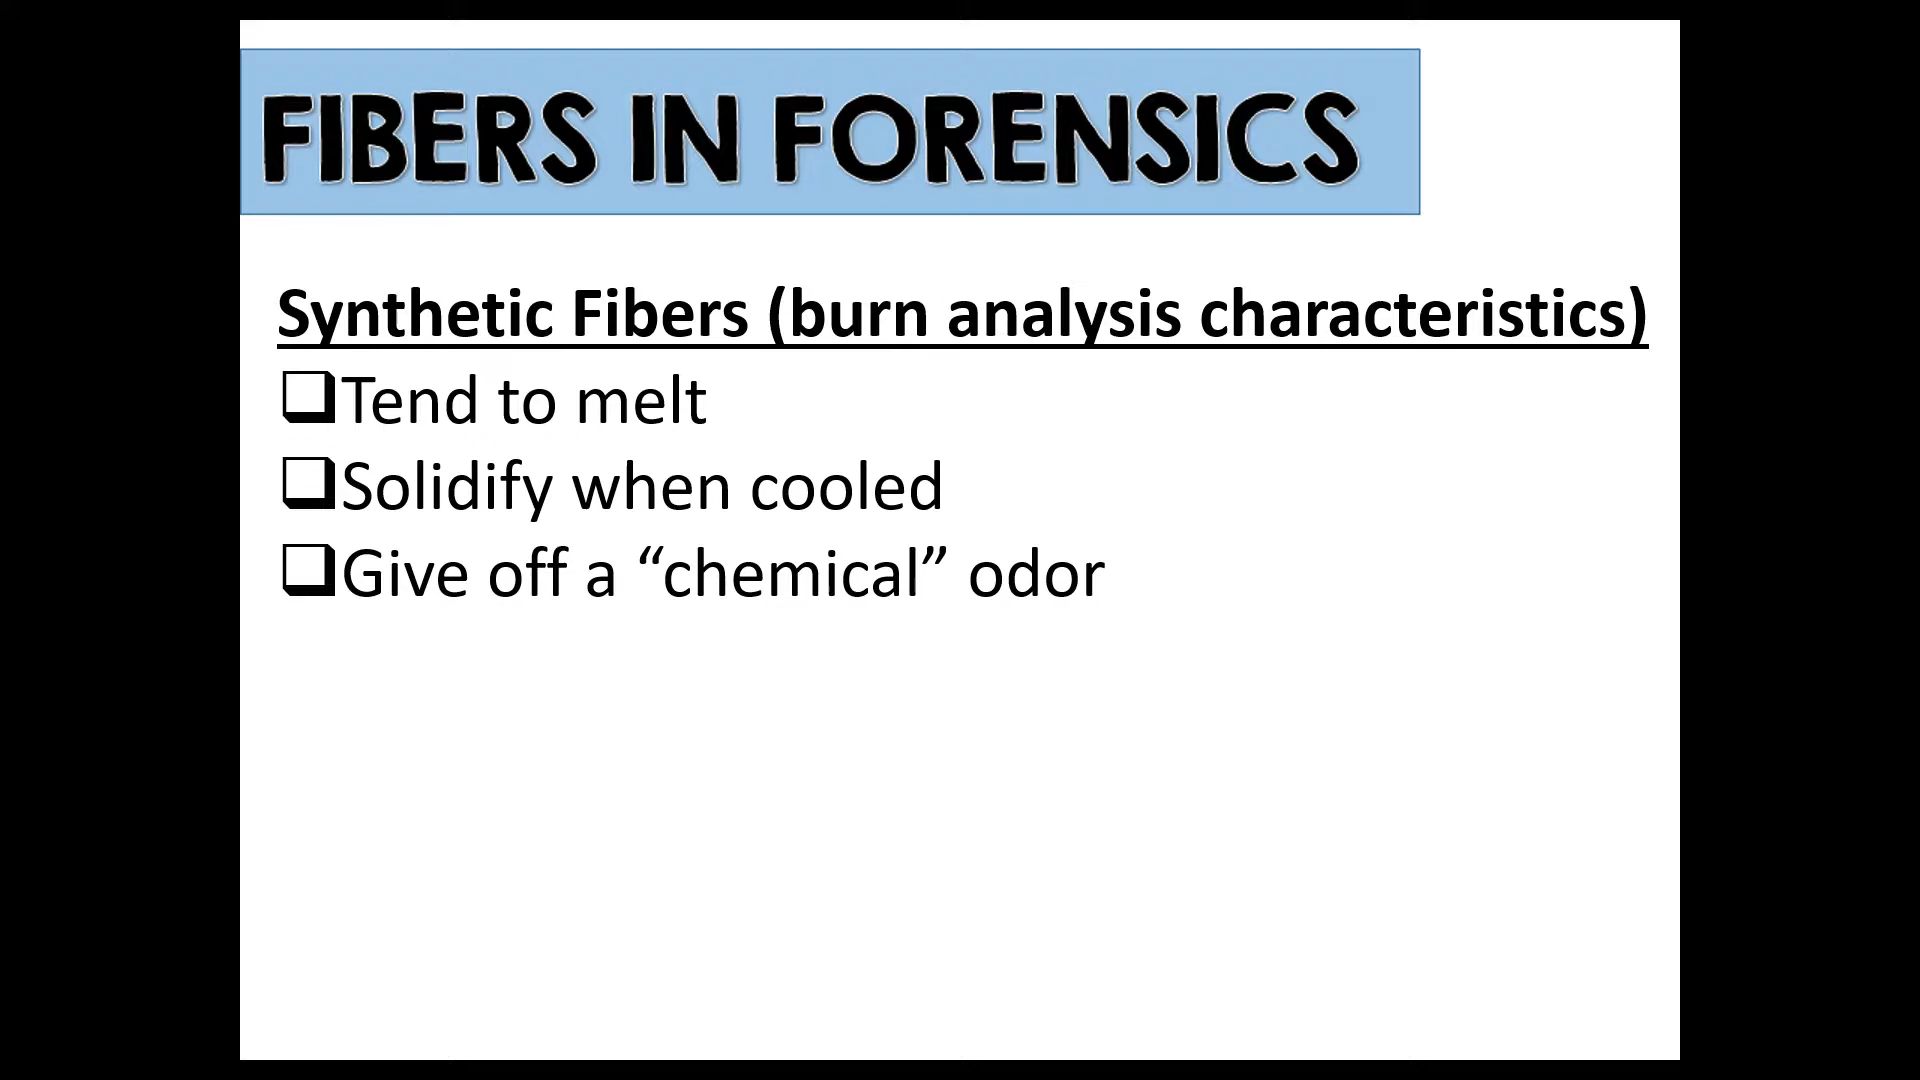 FIBERS IN FORENSICS
Synthetic Fibers (burn analysis characteristics)
❑Tend to melt
❑Solidify when cooled
❑Give off a “chemical” odor